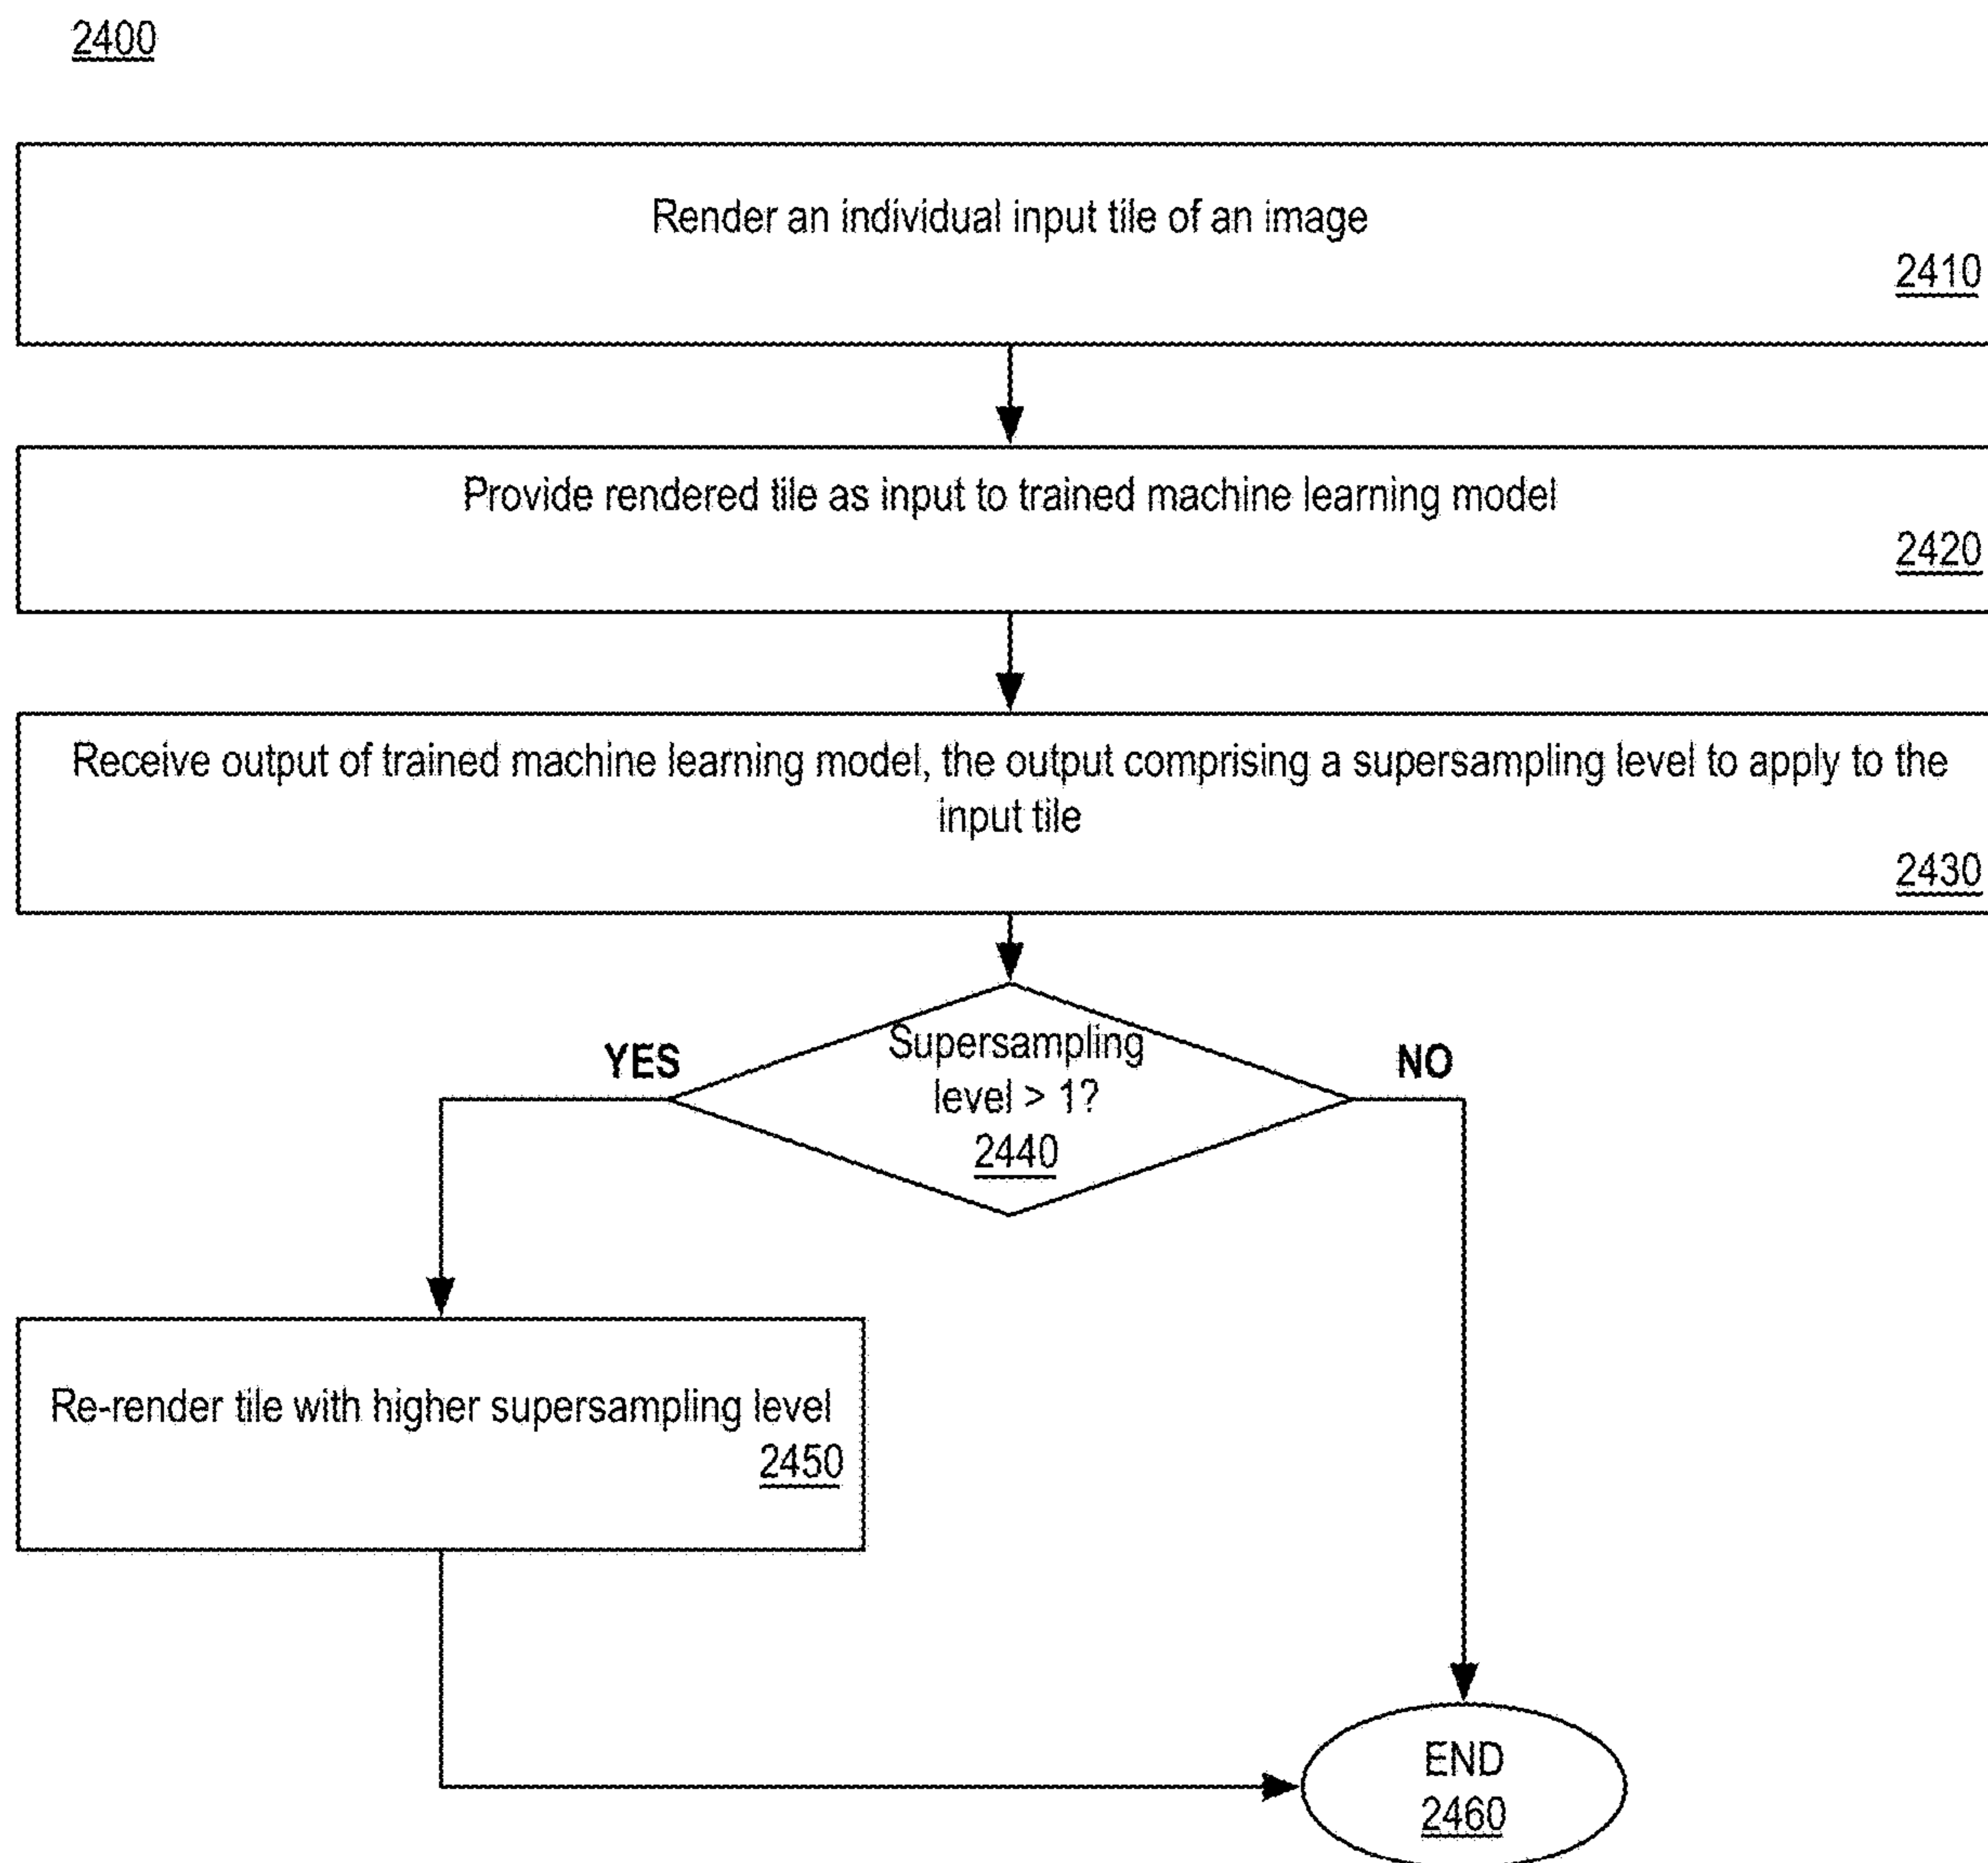 2400
Render an individual input tile of an image
2410
Provide rendered tile as input to trained machine learning model
2420
Receive output of trained machine learning model, the output comprising a supersampling level to apply to the
input tile
2430
Supersampling
level > 1?
2440
YES
NO
Re-render tile with higher supersampling level
2450
END
2460